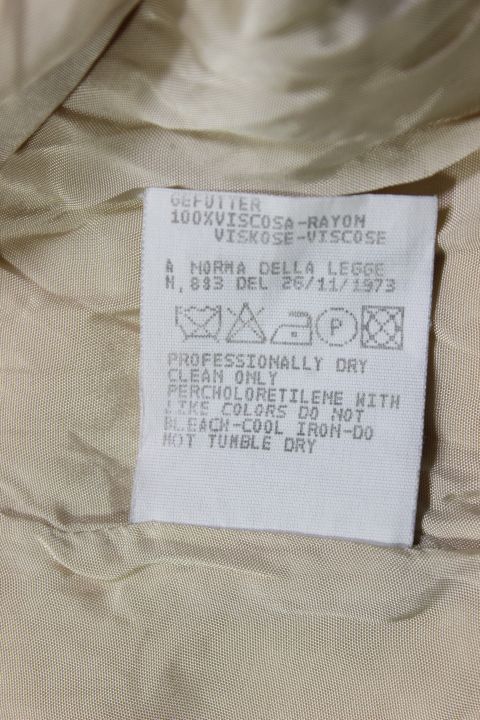 GEFUTTER
100%VISCOSA-RAYON
VISKOSE-VISCOSE
A NORMA DELLA LEGGE
N.883 DEL 26/11/1973
P
PROFESSIONALLY DRY
CLEAN ONLY
PERCHOLORETILENE WITH
LIKE COLORS DO NOT
BLEACH-COOL IRON-DO
NOT TUMBLE DRY